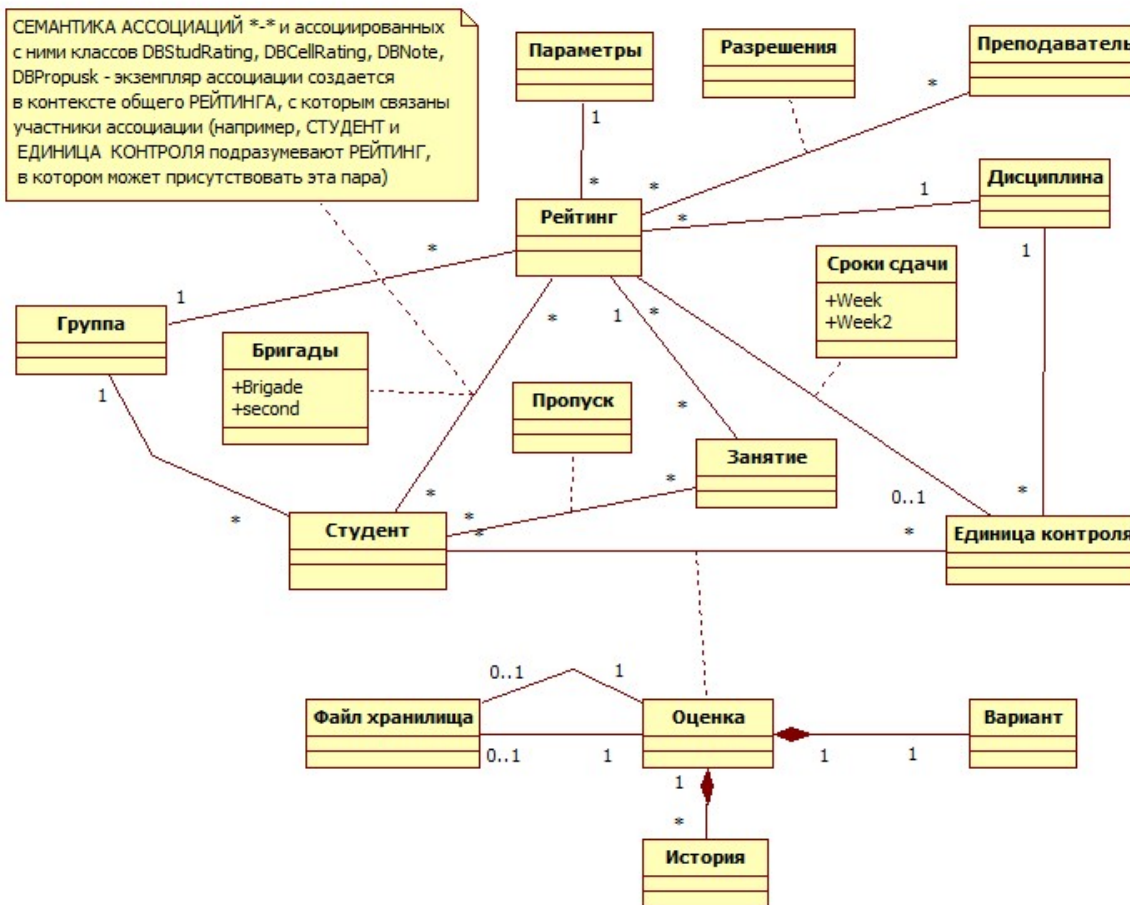 СЕМАНТИКА АССОЦИАЦИЙ *-* и ассоциированных
с ними классов DBStudRating, DBCellRating, DBNote,
DBPropusk - экземпляр ассоциации создается
в контексте общего РЕЙТИНГА, с которым связаны
участники ассоциации (например, СТУДЕНТ и
ЕДИНИЦА КОНТРОЛЯ подразумевают РЕЙТИНГ,
в котором может присутствовать эта пара)
Параметры
Разрешения
Преподаватель
1
*
*
*
Дисциплина
1
*
Рейтинг
*
1
Группа
1
*
1
*
Сроки сдачи
+Week
+Week2
1
Бригады
+Brigade
+second
Пропуск
*
Занятие
*
*
*
*
0..1
*
Студент
*
*
Единица контроля
0..1
1
Файл хранилища
Оценка
Вариант
0..1
1
1
1
1
*
История